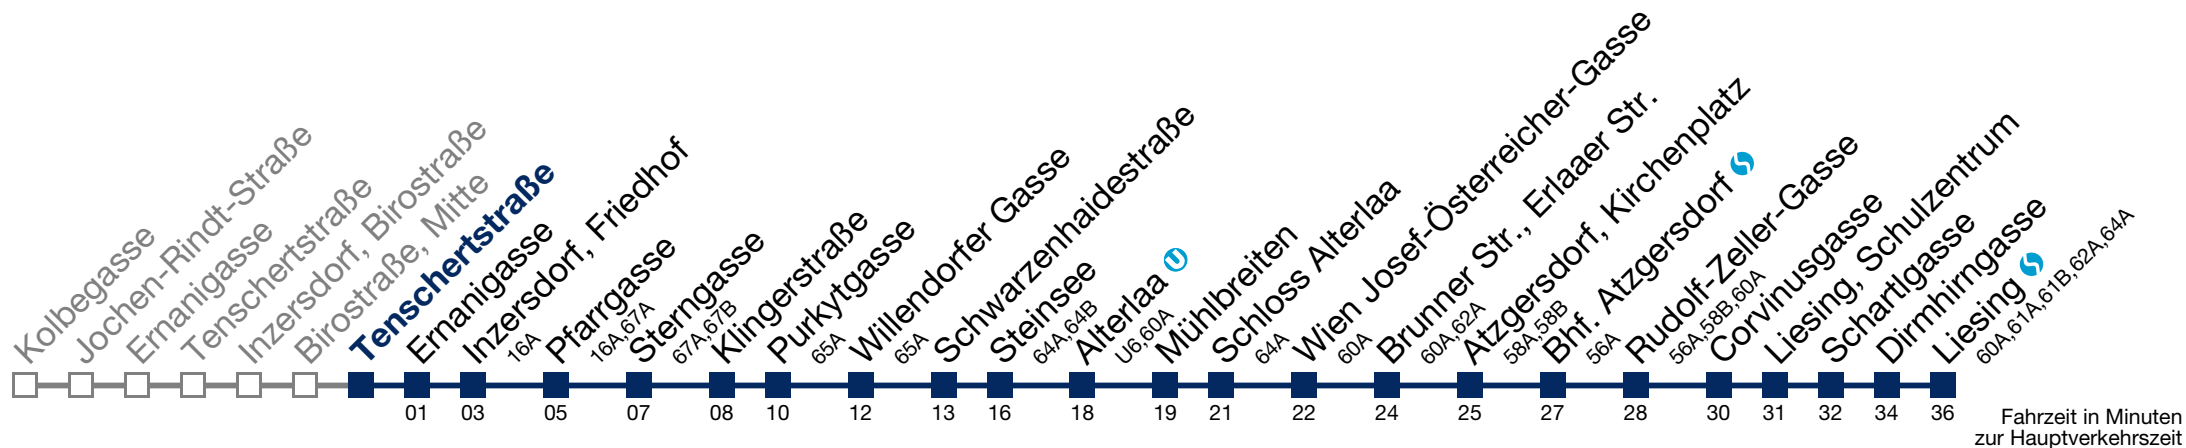 Kolbegasse
Jochen-Rindt-Straße
Ernanigasse
Tenschertstraße
Inzersdorf, Birostraße
Birostraße, Mitte
Tenschertstraße
Ernanigasse
Inzersdorf, Friedhof
16A
Pfarrgasse
16A,67A
Sterngasse
67A,67B
Klingerstraße
Purkytgasse
65A
Willendorfer Gasse
65A
Schwarzenhaidestraße
Steinsee
64A,64B
Alterlaa U
U6,60A
Mühlbreiten
Schloss Alterlaa
64A
Wien Josef-Österreicher-Gasse
60A
Brunner Str., Erlaaer Str.
60A,62A
Atzgersdorf, Kirchenplatz
58A,58B
Bhf. Atzgersdorf
56A
Rudolf-Zeller-Gasse
56A,58B,60A
Corvinusgasse
Liesing, Schulzentrum
Schartlgasse
Dirmhirngasse
Liesing
60A,61A,61B,62A,64A
01 03 05 07 08 10 12 13 16 18 19 21 22 24 25 27 28 30 31 32 34 36
Fahrzeit in Minuten
zur Hauptverkehrszeit